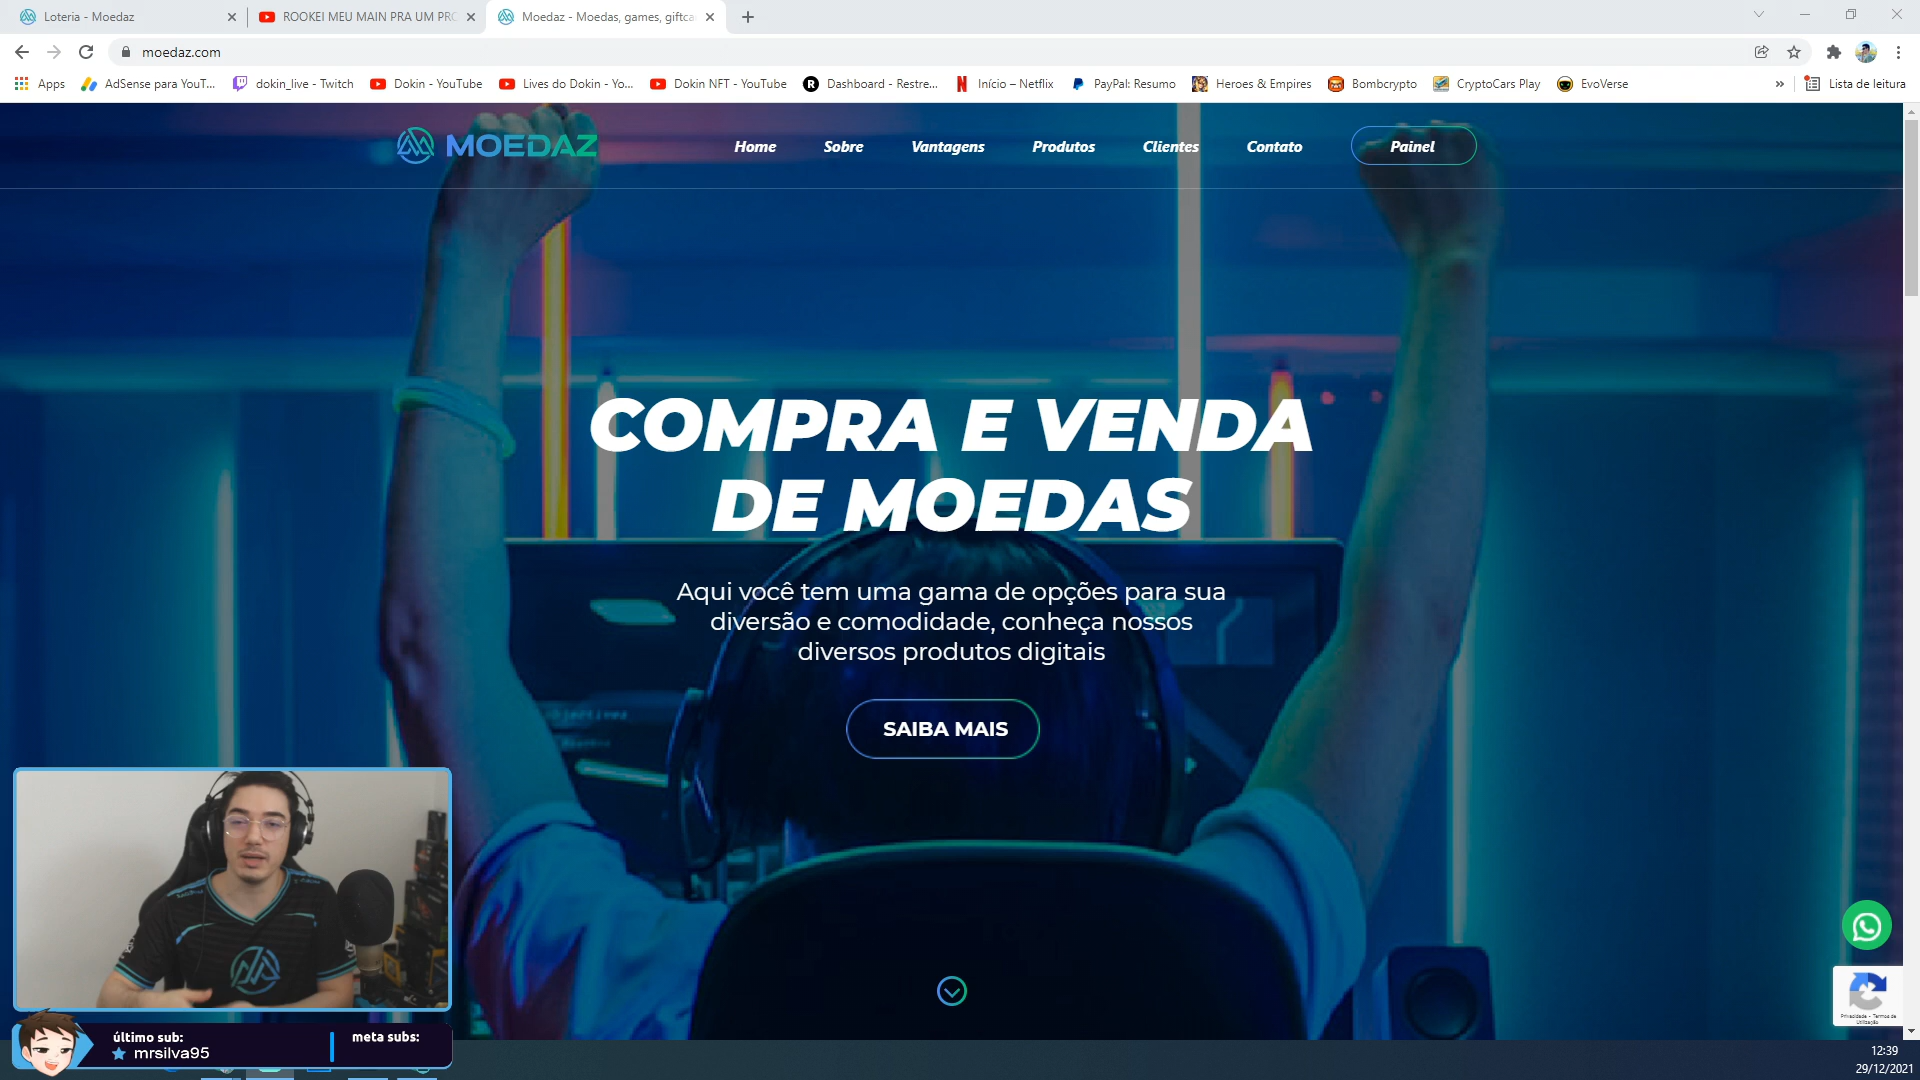 Loteria - Moedaz
ROOKEI MEU MAIN PRA UM PRO
Moedaz - Moedas, games, giftca
moedaz.com
Apps
AdSense para YouT...
dokin_live - Twitch
Dokin - YouTube
Lives do Dokin - Yo...
Dokin NFT - YouTube
Dashboard - Restre...
Início – Netflix
PayPal: Resumo
Heroes & Empires
Bombcrypto
CryptoCars Play
EvoVerse
»
Lista de leitura
MOEDAZ
Home
Sobre
Vantagens
Produtos
Clientes
Contato
Painel
COMPRA E VENDA
DE MOEDAS
Aqui você tem uma gama de opções para sua
diversão e comodidade, conheça nossos
diversos produtos digitais
SAIBA MAIS
Privacidade - Termos de
Utilização
último sub:
mrsilva95
meta subs:
12:39
29/12/2021